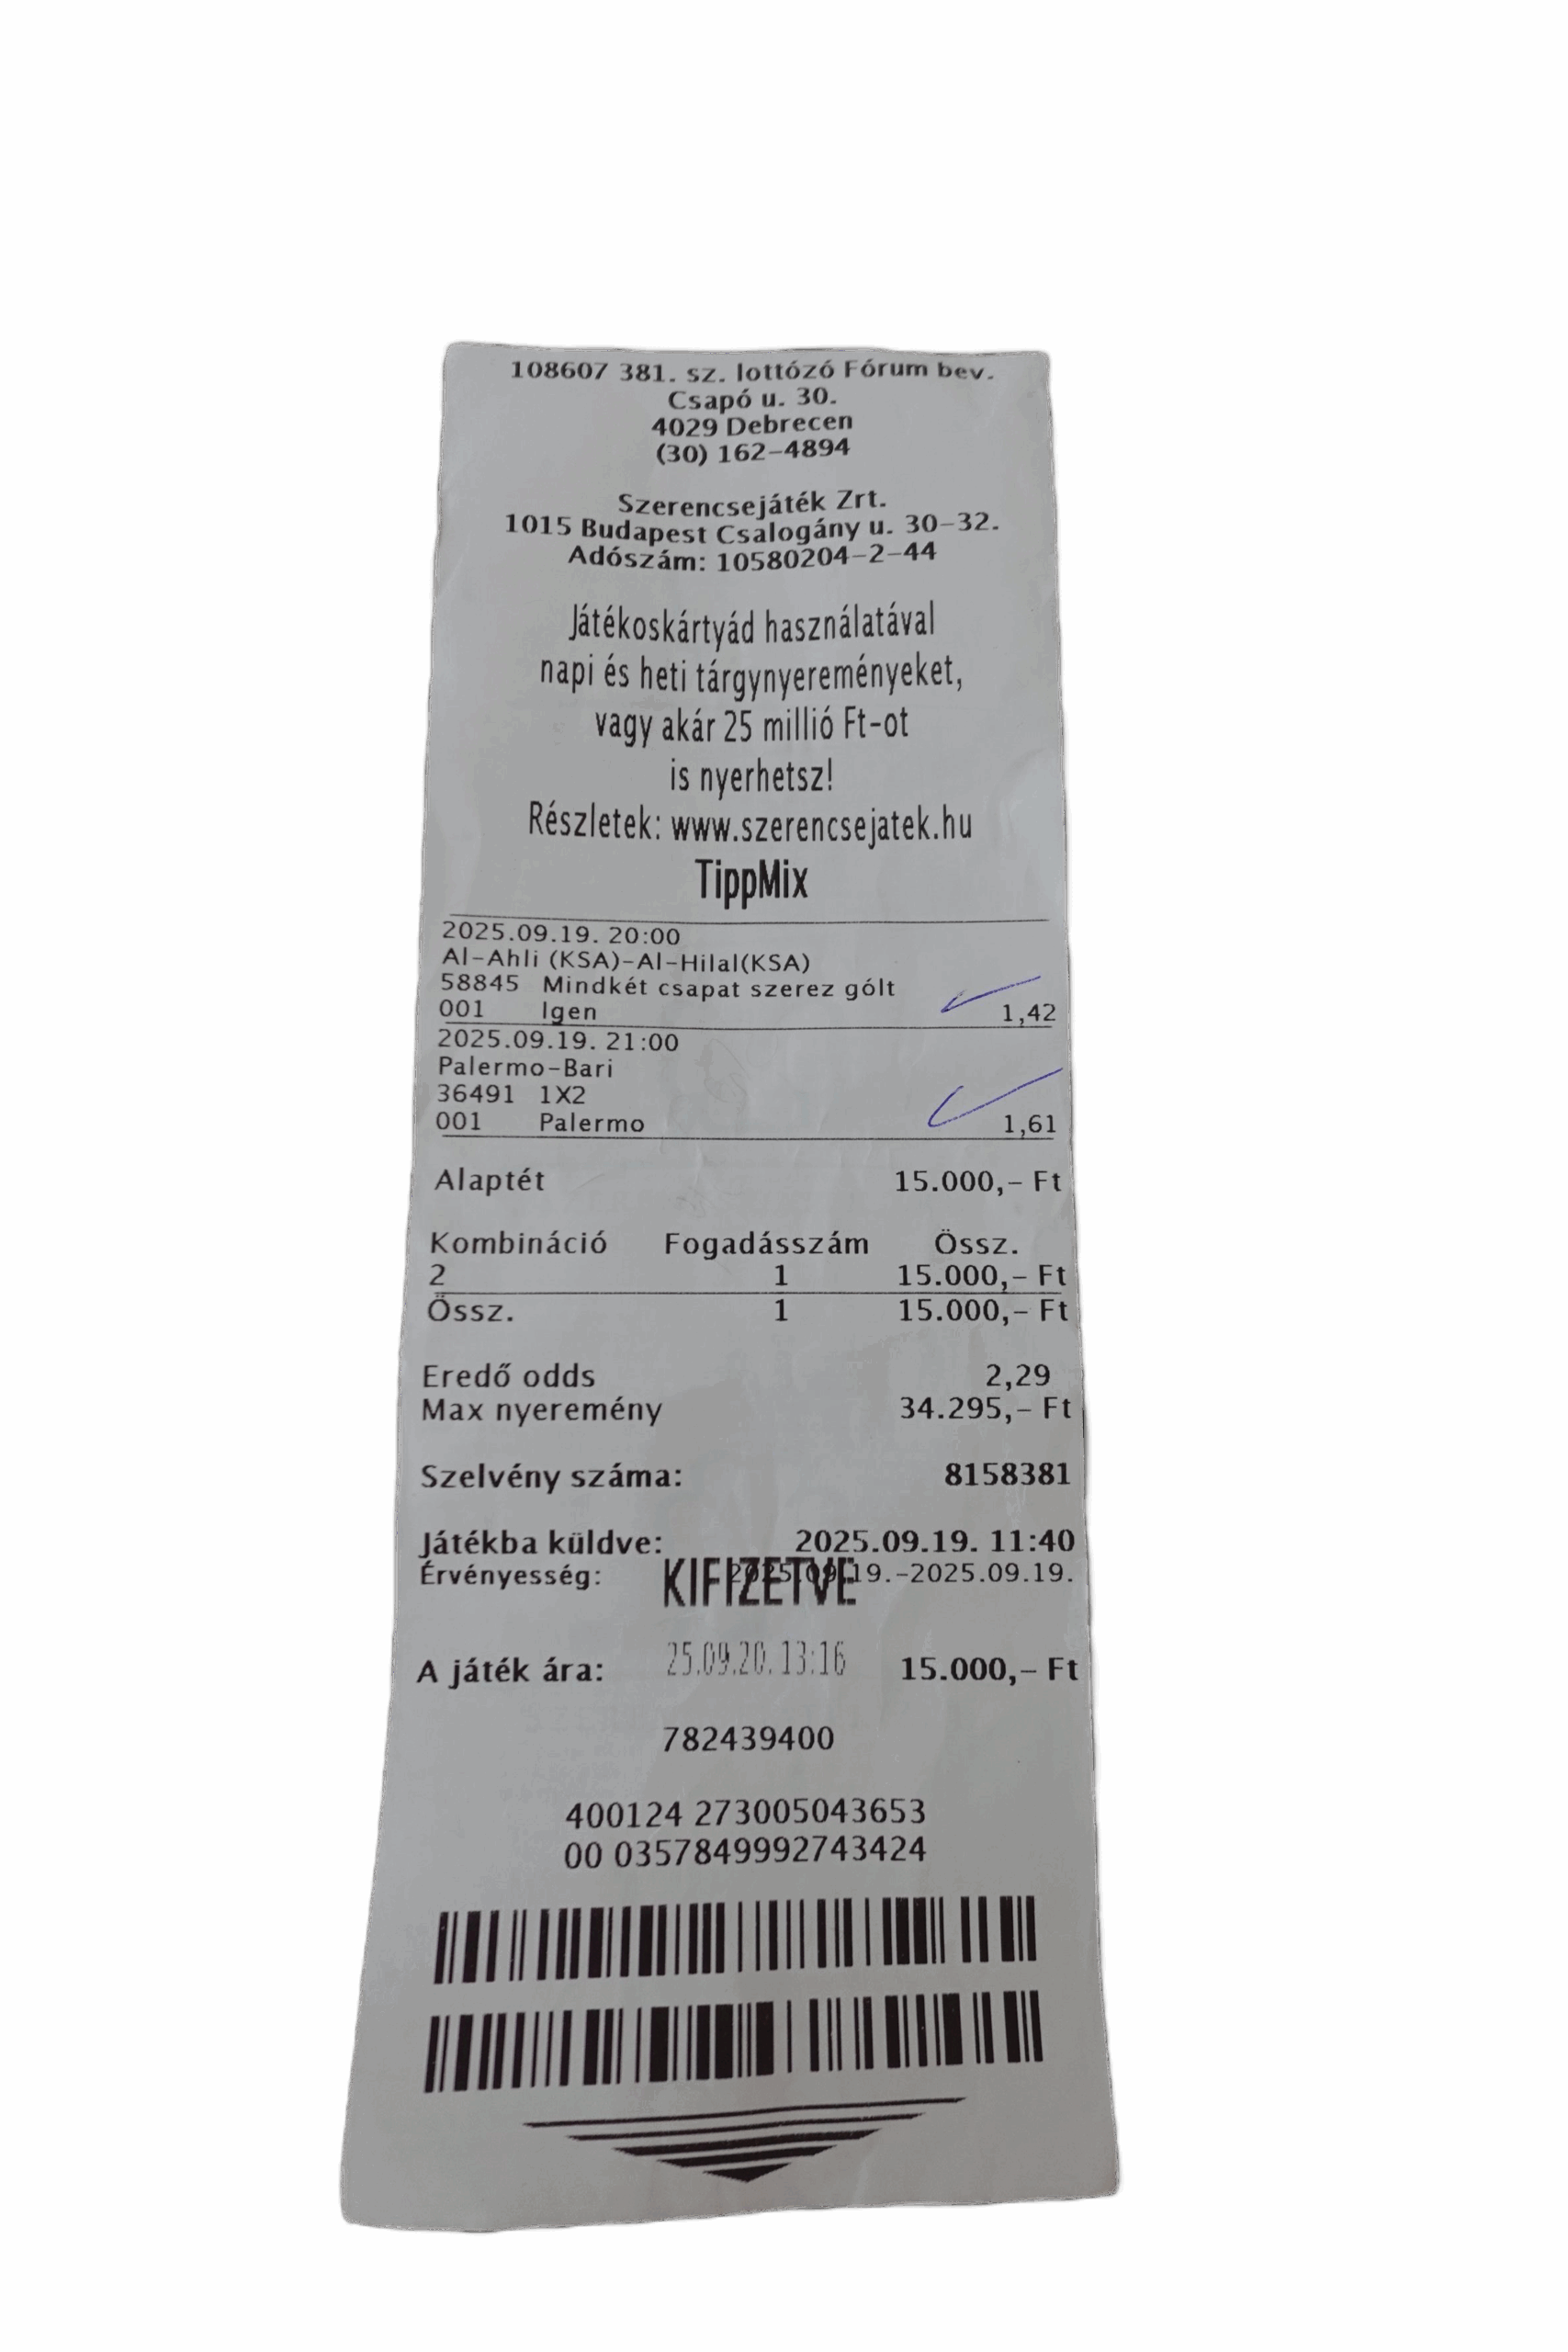 108607 381. sz. lottózó Fórum bev.
Csapó u. 30.
4029 Debrecen
(30) 162-4894
Szerencsejáték Zrt.
1015 Budapest Csalogány u. 30-32.
Adószám: 10580204-2-44
Játékoskártyád használatával
napi és heti tárgynyereményeket,
vagy akár 25 millió Ft-ot
is nyerhetsz!
Részletek: www.szerencsejatek.hu
TippMix
2025.09.19. 20:00
Al-Ahli (KSA)-Al-Hilal(KSA)
58845 Mindkét csapat szerez gólt
001 Igen 1,42
2025.09.19. 21:00
Palermo-Bari
36491 1X2
001 Palermo 1,61
Alaptét 15.000,- Ft
Kombináció Fogadásszám Össz.
2 1 15.000,- Ft
Össz. 1 15.000,- Ft
Eredő odds 2,29
Max nyeremény 34.295,- Ft
Szelvény száma: 8158381
Játékba küldve: 2025.09.19. 11:40
Érvényesség: 2025.09.19.-2025.09.19.
KIFIZETVE
25.09.20. 13:16
A játék ára: 15.000,- Ft
782439400
400124 273005043653
00 0357849992743424